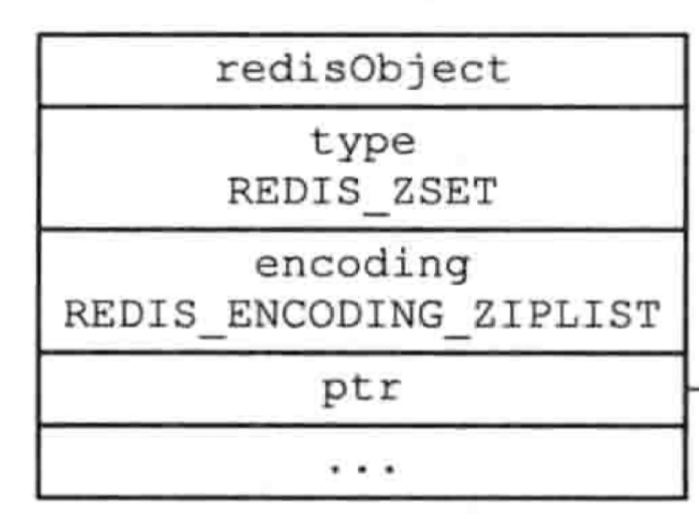 redisObject
type
REDIS_ZSET
encoding
REDIS_ENCODING_ZIPLIST
ptr
...